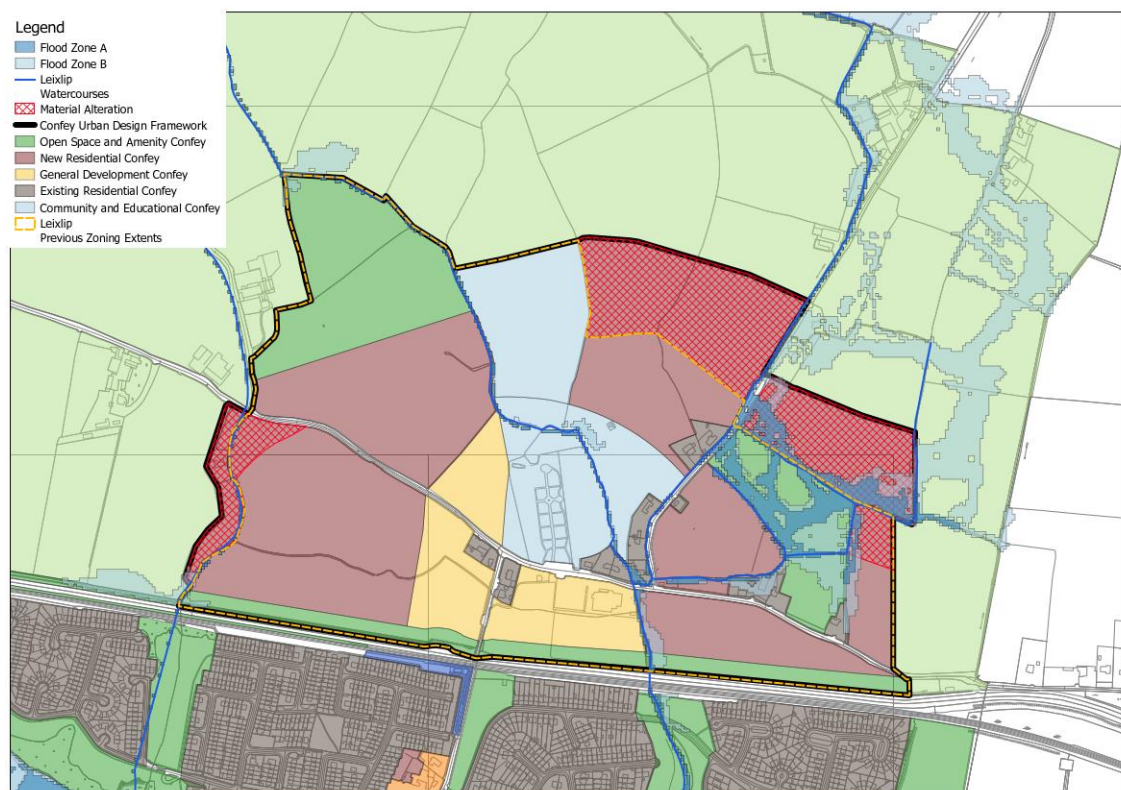 Legend
Flood Zone A
Flood Zone B
Leixlip
Watercourses
Material Alteration
Confey Urban Design Framework
Open Space and Amenity Confey
New Residential Confey
General Development Confey
Existing Residential Confey
Community and Educational Confey
Leixlip
Previous Zoning Extents